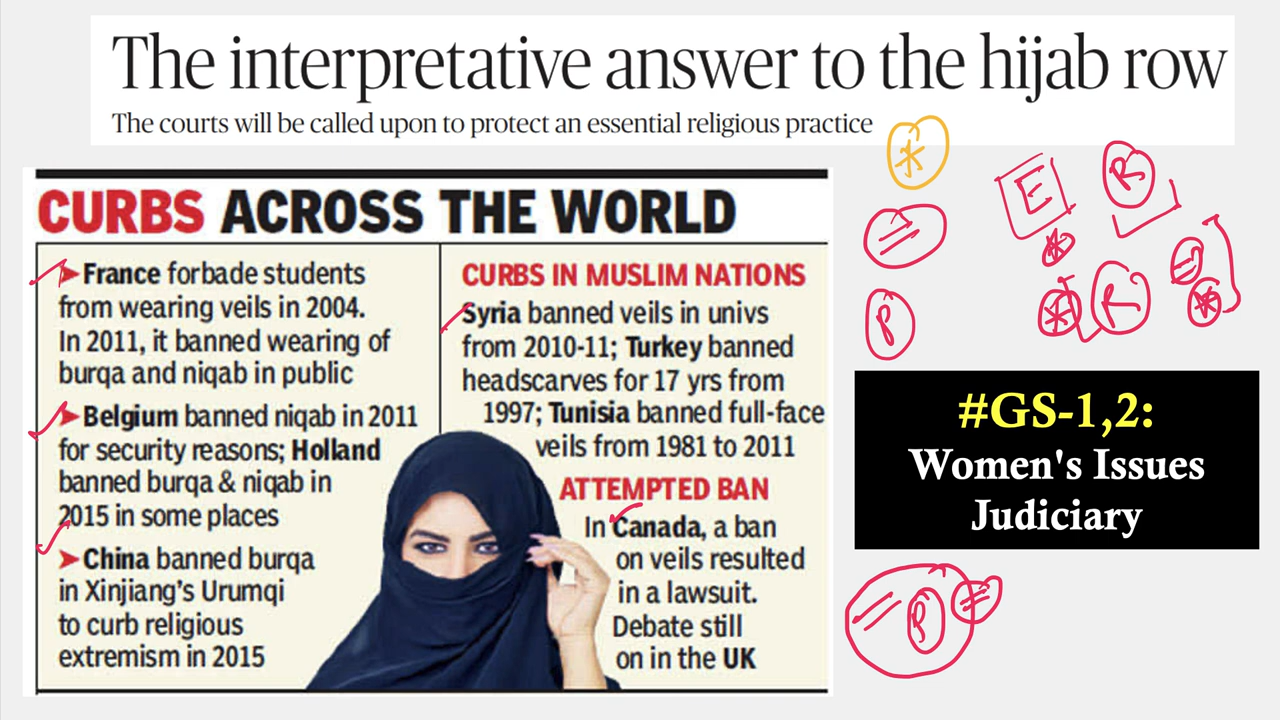 The interpretative answer to the hijab row
The courts will be called upon to protect an essential religious practice
CURBS ACROSS THE WORLD
➤France forbade students
from wearing veils in 2004.
In 2011, it banned wearing of
burqa and niqab in public
➤Belgium banned niqab in 2011
for security reasons; Holland
banned burqa & niqab in
2015 in some places
➤China banned burqa
in Xinjiang's Urumqi
to curb religious
extremism in 2015
CURBS IN MUSLIM NATIONS
Syria banned veils in univs
from 2010-11; Turkey banned
headscarves for 17 yrs from
1997; Tunisia banned full-face
veils from 1981 to 2011
ATTEMPTED BAN
In Canada, a ban
on veils resulted
in a lawsuit.
Debate still
on in the UK
E
R
R
P
#GS-1,2:
Women's Issues
Judiciary
P